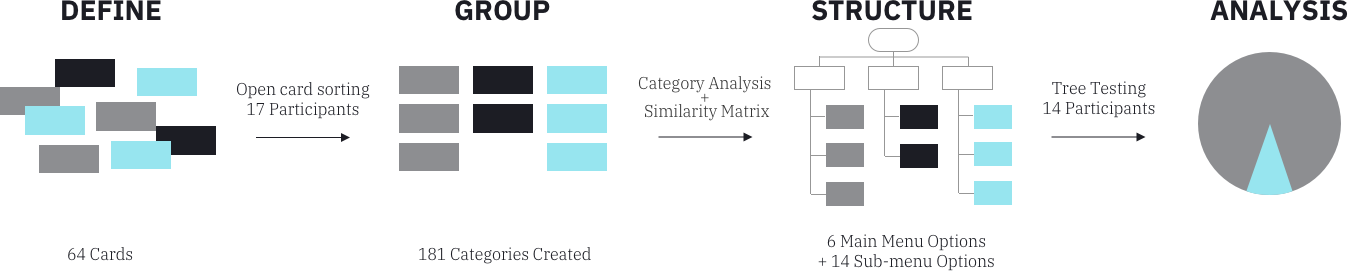 DEFINE
GROUP
STRUCTURE
ANALYSIS
Open card sorting
17 Participants
Category Analysis
+
Similarity Matrix
Tree Testing
14 Participants
64 Cards
181 Categories Created
6 Main Menu Options
+ 14 Sub-menu Options